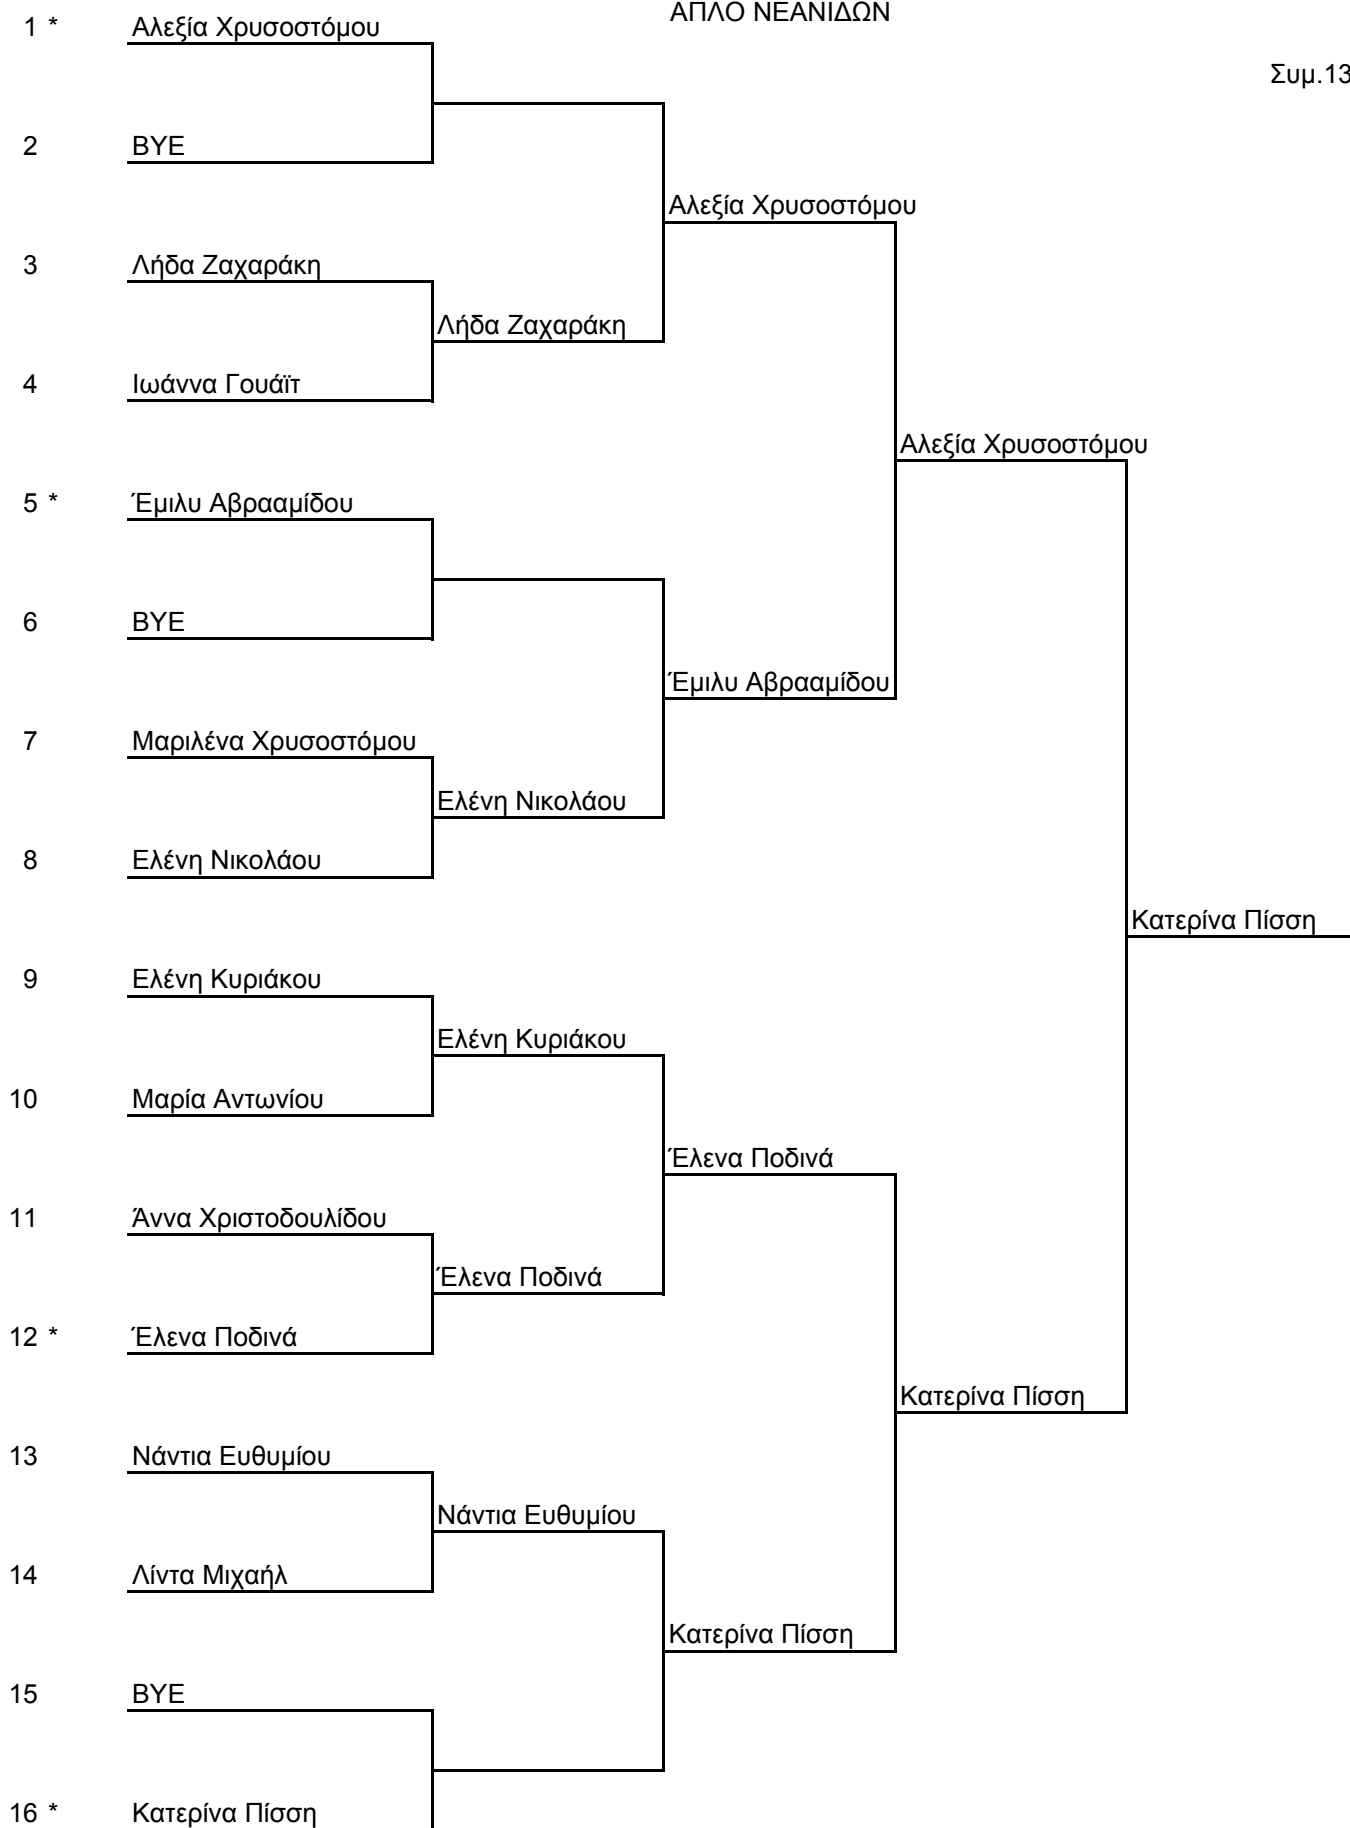 ΑΠΛΟ ΝΕΑΝΙΔΩΝ
1 * Αλεξία Χρυσοστόμου
Συμ.13
2 BYE
Αλεξία Χρυσοστόμου
3 Λήδα Ζαχαράκη
Λήδα Ζαχαράκη
4 Ιωάννα Γουάϊτ
Αλεξία Χρυσοστόμου
5 * Έμιλυ Αβρααμίδου
6 BYE
Έμιλυ Αβρααμίδου
7 Μαριλένα Χρυσοστόμου
Ελένη Νικολάου
8 Ελένη Νικολάου
Κατερίνα Πίσση
9 Ελένη Κυριάκου
Ελένη Κυριάκου
10 Μαρία Αντωνίου
Έλενα Ποδινά
11 Άννα Χριστοδουλίδου
Έλενα Ποδινά
12 * Έλενα Ποδινά
Κατερίνα Πίσση
13 Νάντια Ευθυμίου
Νάντια Ευθυμίου
14 Λίντα Μιχαήλ
Κατερίνα Πίσση
15 BYE
16 * Κατερίνα Πίσση